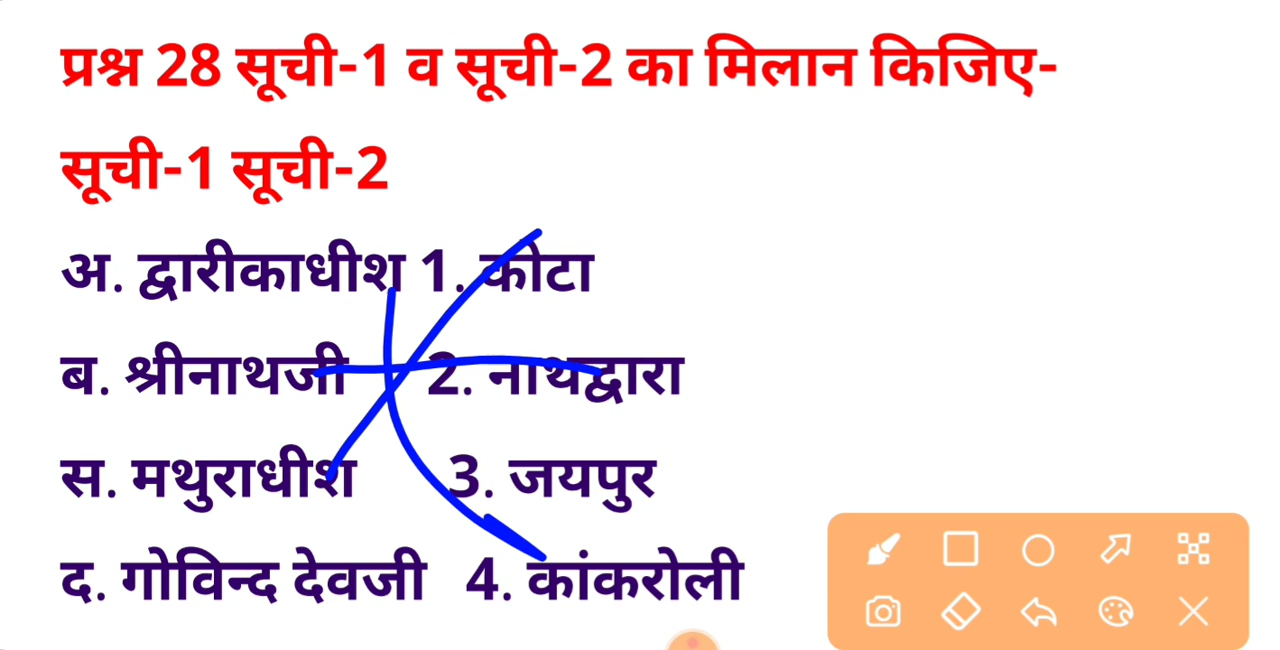 प्रश्न 28 सूची-1 व सूची-2 का मिलान किजिए-
सूची-1 सूची-2
अ. द्वारीकाधीश 1. कोटा
ब. श्रीनाथजी 2. नाथद्वारा
स. मथुराधीश 3. जयपुर
द. गोविन्द देवजी 4. कांकरोली